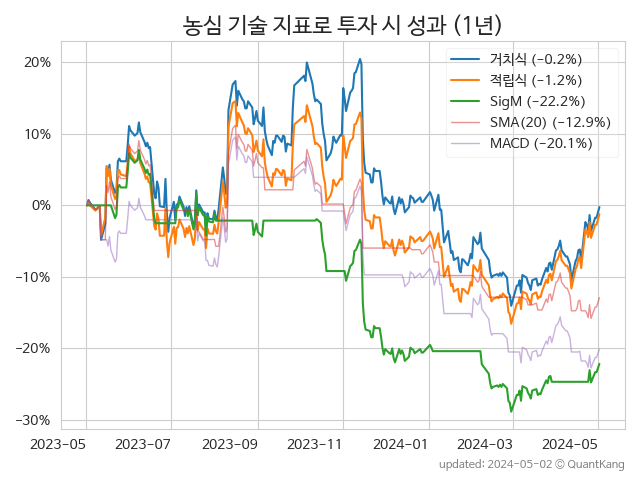 농심 기술 지표로 투자 시 성과 (1년)
거치식 (−0.2%)
적립식 (−1.2%)
SigM (−22.2%)
SMA(20) (−12.9%)
MACD (−20.1%)
20%
10%
0%
−10%
−20%
−30%
2023-05 2023-07 2023-09 2023-11 2024-01 2024-03 2024-05
updated: 2024-05-02 © QuantKang